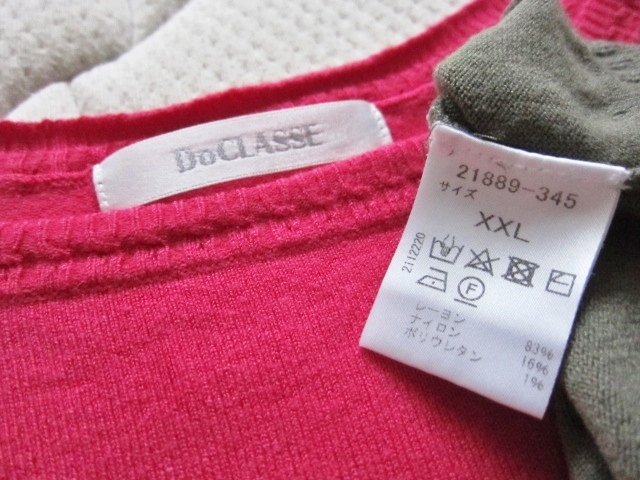 DoCLASSE
21889-345
サイズ
XXL
2112220
F
レーヨン 83%
ナイロン 16%
ポリウレタン 1%